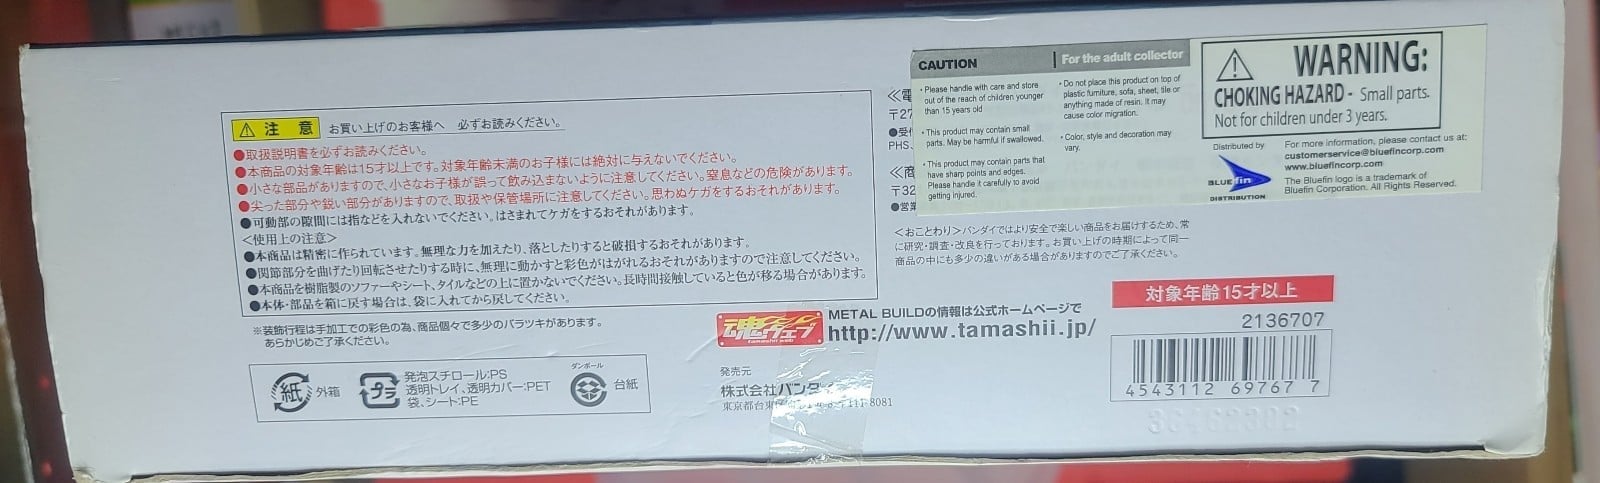 注 意 お買い上げのお客様へ 必ずお読みください。
●取扱説明書を必ずお読みください。
●本商品の対象年齢は15才以上です。対象年齢未満のお子様には絶対に与えないでください。
●小さな部品がありますので、小さなお子様が誤って飲み込まないように注意してください。窒息などの危険があります。
●尖った部分や鋭い部分がありますので、取扱や保管場所に注意してください。思わぬケガをするおそれがあります。
●可動部の隙間には指などを入れないでください。はさまれてケガをするおそれがあります。
<使用上の注意>
●本商品は精密に作られています。無理な力を加えたり、落としたりすると破損するおそれがあります。
●関節部分を曲げたり回転させたりする時に、無理に動かすと彩色がはがれるおそれがありますので注意してください。
●本商品を樹脂製のソファーやシート、タイルなどの上に置かないでください。長時間接触していると色が移る場合があります。
●本体・部品を箱に戻す場合は、袋に入れてから戻してください。
※装飾行程は手加工での彩色の為、商品個々で多少のバラツキがあります。
あらかじめご了承ください。
紙 外箱
プラ
発泡スチロール:PS
透明トレイ、透明カバー:PET
袋、シート:PE
ダンボール
台紙
≪電
〒27
●受
PHS、
≪商
〒32
●営業
CAUTION
For the adult collector
・Please handle with care and store
out of the reach of children younger
than 15 years old
・This product may contain small
parts. May be harmful if swallowed.
・This product may contain parts that
have sharp points and edges.
Please handle it carefully to avoid
getting injured.
・Do not place this product on top of
plastic furniture, sofa, sheet, tile or
anything made of resin. It may
cause color migration.
・Color, style and decoration may
vary.
WARNING:
CHOKING HAZARD - Small parts.
Not for children under 3 years.
Distributed by
BLUEfin
DISTRIBUTION
For more information, please contact us at:
customerservice@bluefincorp.com
www.bluefincorp.com
The Bluefin logo is a trademark of
Bluefin Corporation. All Rights Reserved.
<おことわり>バンダイではより安全で楽しい商品をお届けするため、常
に研究・調査・改良を行っております。お買い上げの時期によって同一
商品の中にも多少の違いがある場合がありますのでご了承ください。
魂ウェブ
tamashii web
METAL BUILDの情報は公式ホームページで
http://www.tamashii.jp/
発売元
株式会社バンダイ
東京都台東区 111-8081
対象年齢15才以上
2136707
4543112 69767 7
36462302